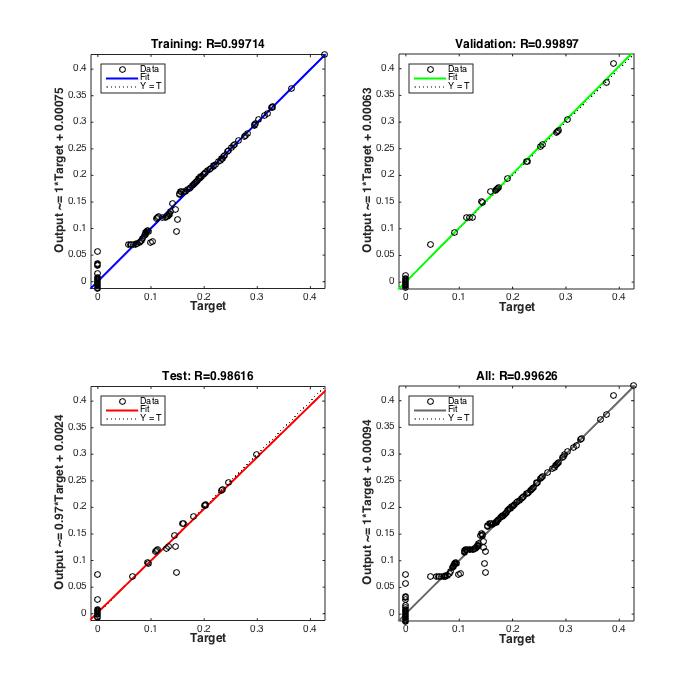 Training: R=0.99714
Output ~= 1*Target + 0.00075
Data
Fit
Y = T
0.4
0.35
0.3
0.25
0.2
0.15
0.1
0.05
0
0 0.1 0.2 0.3 0.4
Target
Validation: R=0.99897
Output ~= 1*Target + 0.00063
Data
Fit
Y = T
0.4
0.35
0.3
0.25
0.2
0.15
0.1
0.05
0
0 0.1 0.2 0.3 0.4
Target
Test: R=0.98616
Output ~= 0.97*Target + 0.0024
Data
Fit
Y = T
0.4
0.35
0.3
0.25
0.2
0.15
0.1
0.05
0
0 0.1 0.2 0.3 0.4
Target
All: R=0.99626
Output ~= 1*Target + 0.00094
Data
Fit
Y = T
0.4
0.35
0.3
0.25
0.2
0.15
0.1
0.05
0
0 0.1 0.2 0.3 0.4
Target